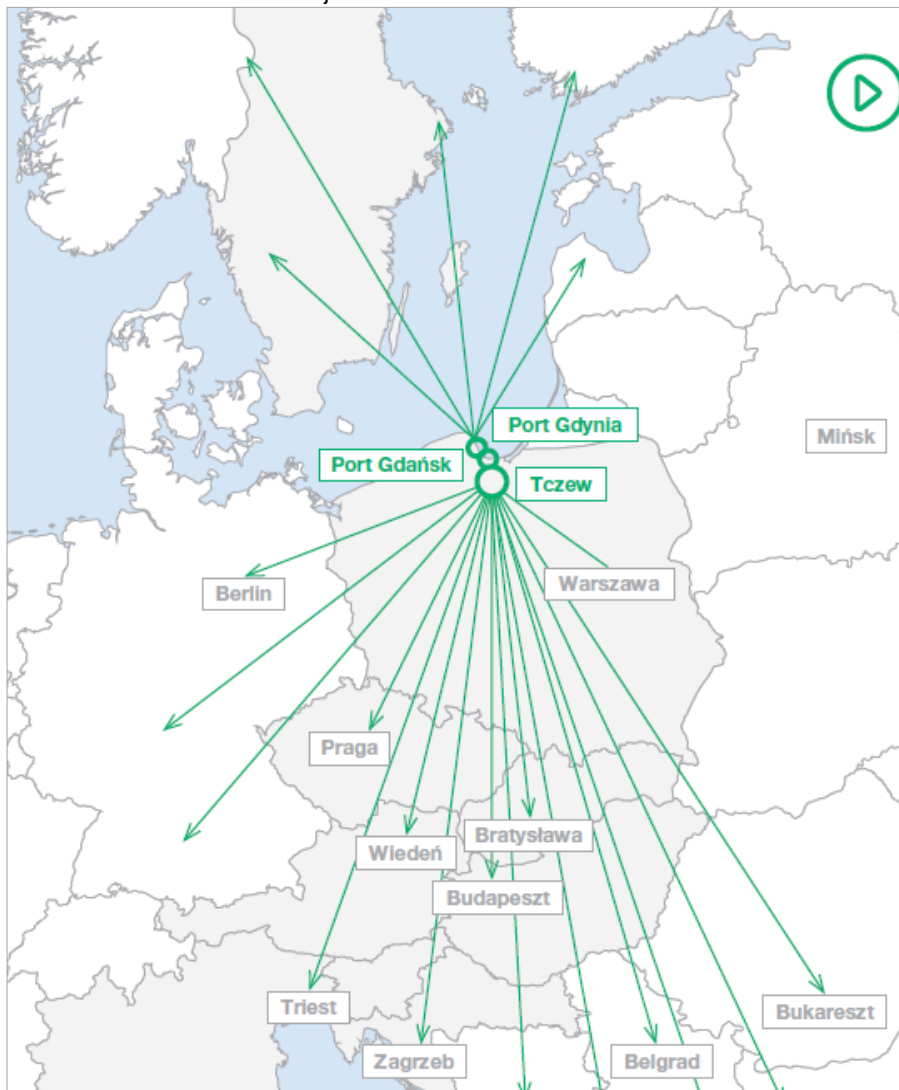 Port Gdynia
Mińsk
Port Gdańsk
Tczew
Berlin
Warszawa
Praga
Bratysława
Wiedeń
Budapeszt
Triest
Bukareszt
Zagrzeb
Belgrad